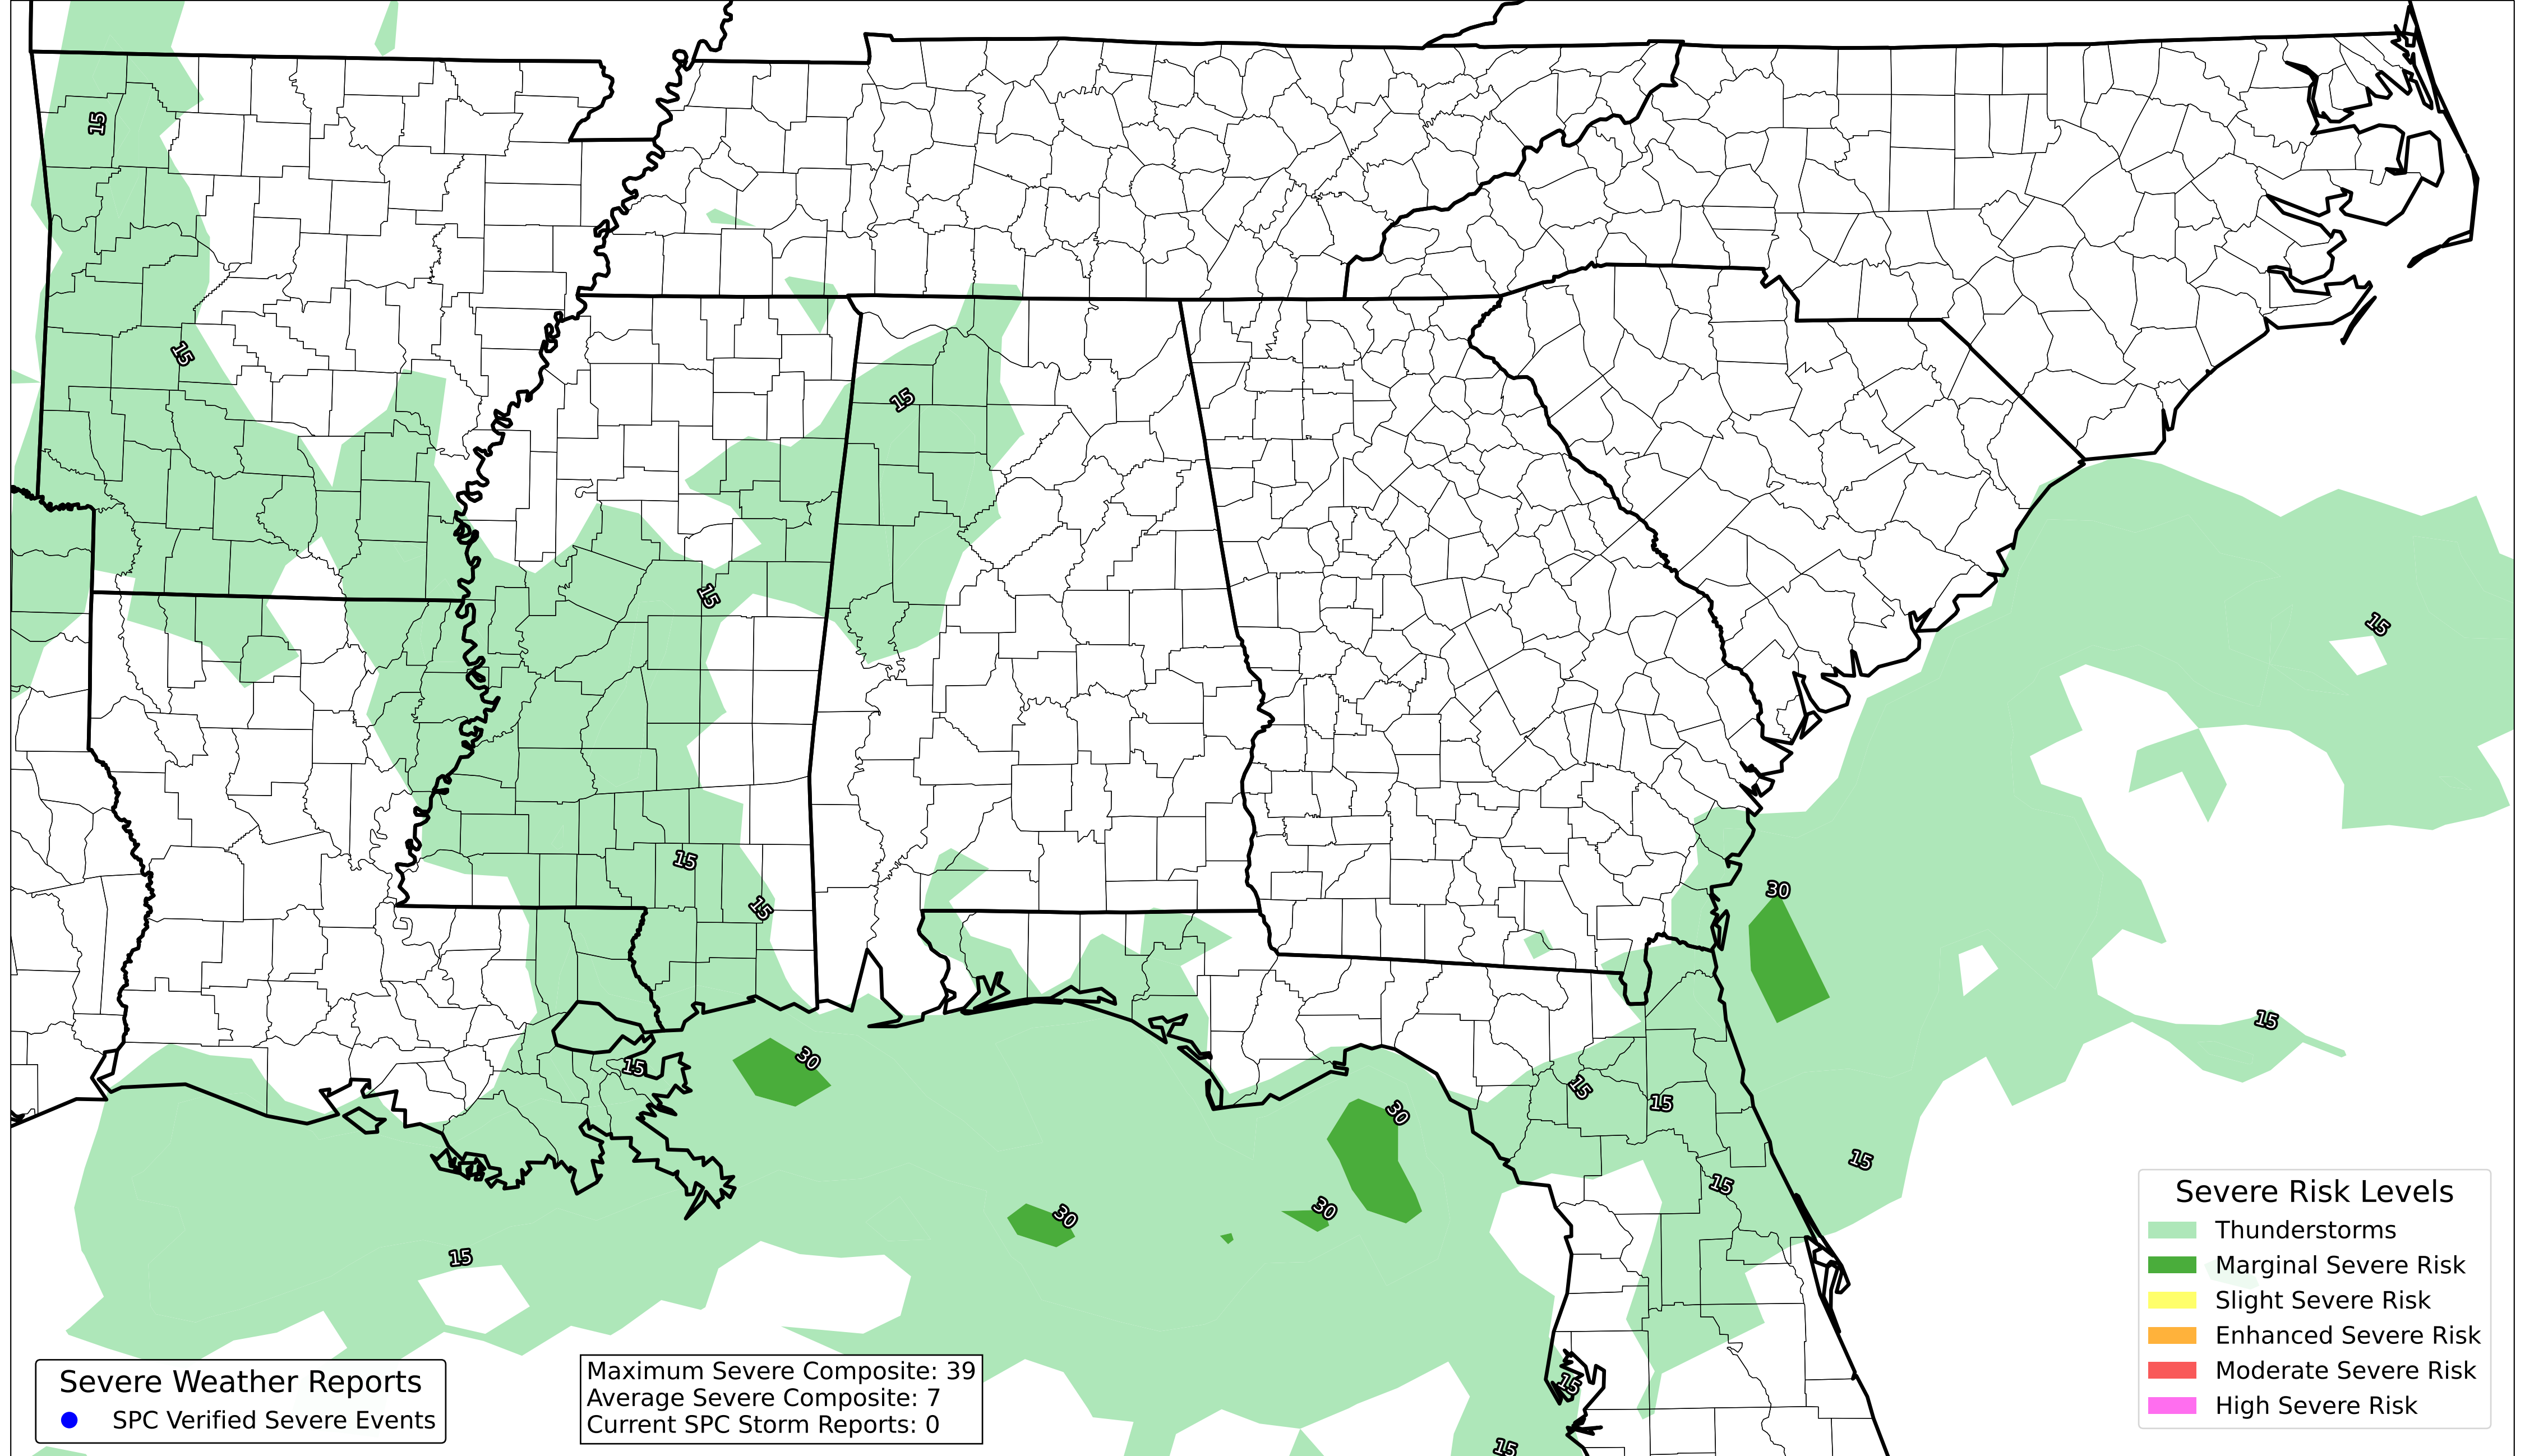 15
15
15
15
15
30
15
15
15
30
15
30
15
15
15
15
30
30
15
15
15
Severe Risk Levels
Thunderstorms
Marginal Severe Risk
Slight Severe Risk
Enhanced Severe Risk
Moderate Severe Risk
High Severe Risk
Severe Weather Reports
SPC Verified Severe Events
Maximum Severe Composite: 39
Average Severe Composite: 7
Current SPC Storm Reports: 0